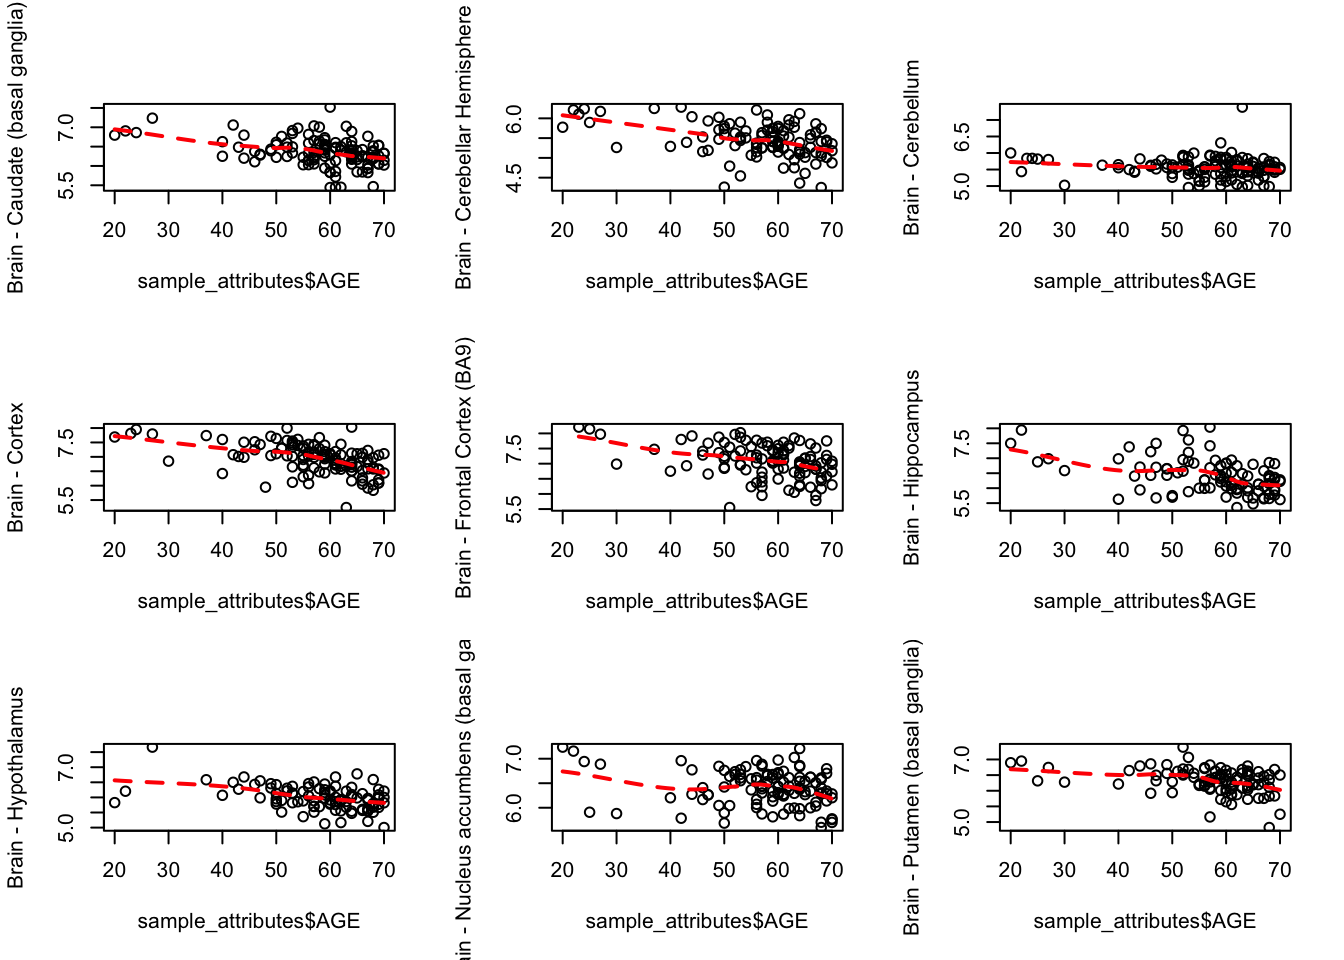 Brain - Caudate (basal ganglia)
5.5 7.0
20 30 40 50 60 70
sample_attributes$AGE
Brain - Cerebellar Hemisphere
4.5 6.0
20 30 40 50 60 70
sample_attributes$AGE
Brain - Cerebellum
5.0 6.5
20 30 40 50 60 70
sample_attributes$AGE
Brain - Cortex
5.5 7.5
20 30 40 50 60 70
sample_attributes$AGE
Brain - Frontal Cortex (BA9)
5.5 7.5
20 30 40 50 60 70
sample_attributes$AGE
Brain - Hippocampus
5.5 7.5
20 30 40 50 60 70
sample_attributes$AGE
Brain - Hypothalamus
5.0 7.0
20 30 40 50 60 70
sample_attributes$AGE
ain - Nucleus accumbens (basal ga
6.0 7.0
20 30 40 50 60 70
sample_attributes$AGE
Brain - Putamen (basal ganglia)
5.0 7.0
20 30 40 50 60 70
sample_attributes$AGE